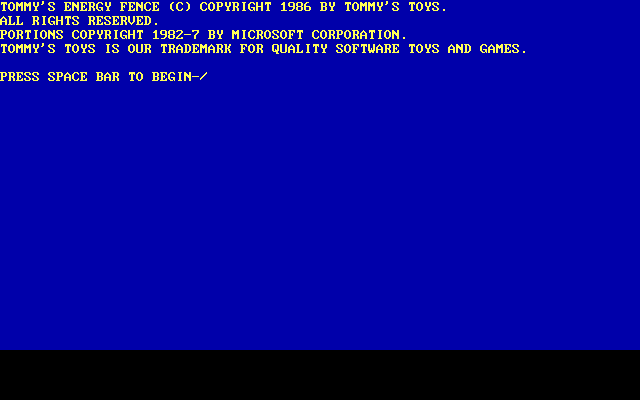 TOMMY'S ENERGY FENCE (C) COPYRIGHT 1986 BY TOMMY'S TOYS.
ALL RIGHTS RESERVED.
PORTIONS COPYRIGHT 1982-7 BY MICROSOFT CORPORATION.
TOMMY'S TOYS IS OUR TRADEMARK FOR QUALITY SOFTWARE TOYS AND GAMES.
PRESS SPACE BAR TO BEGIN-/